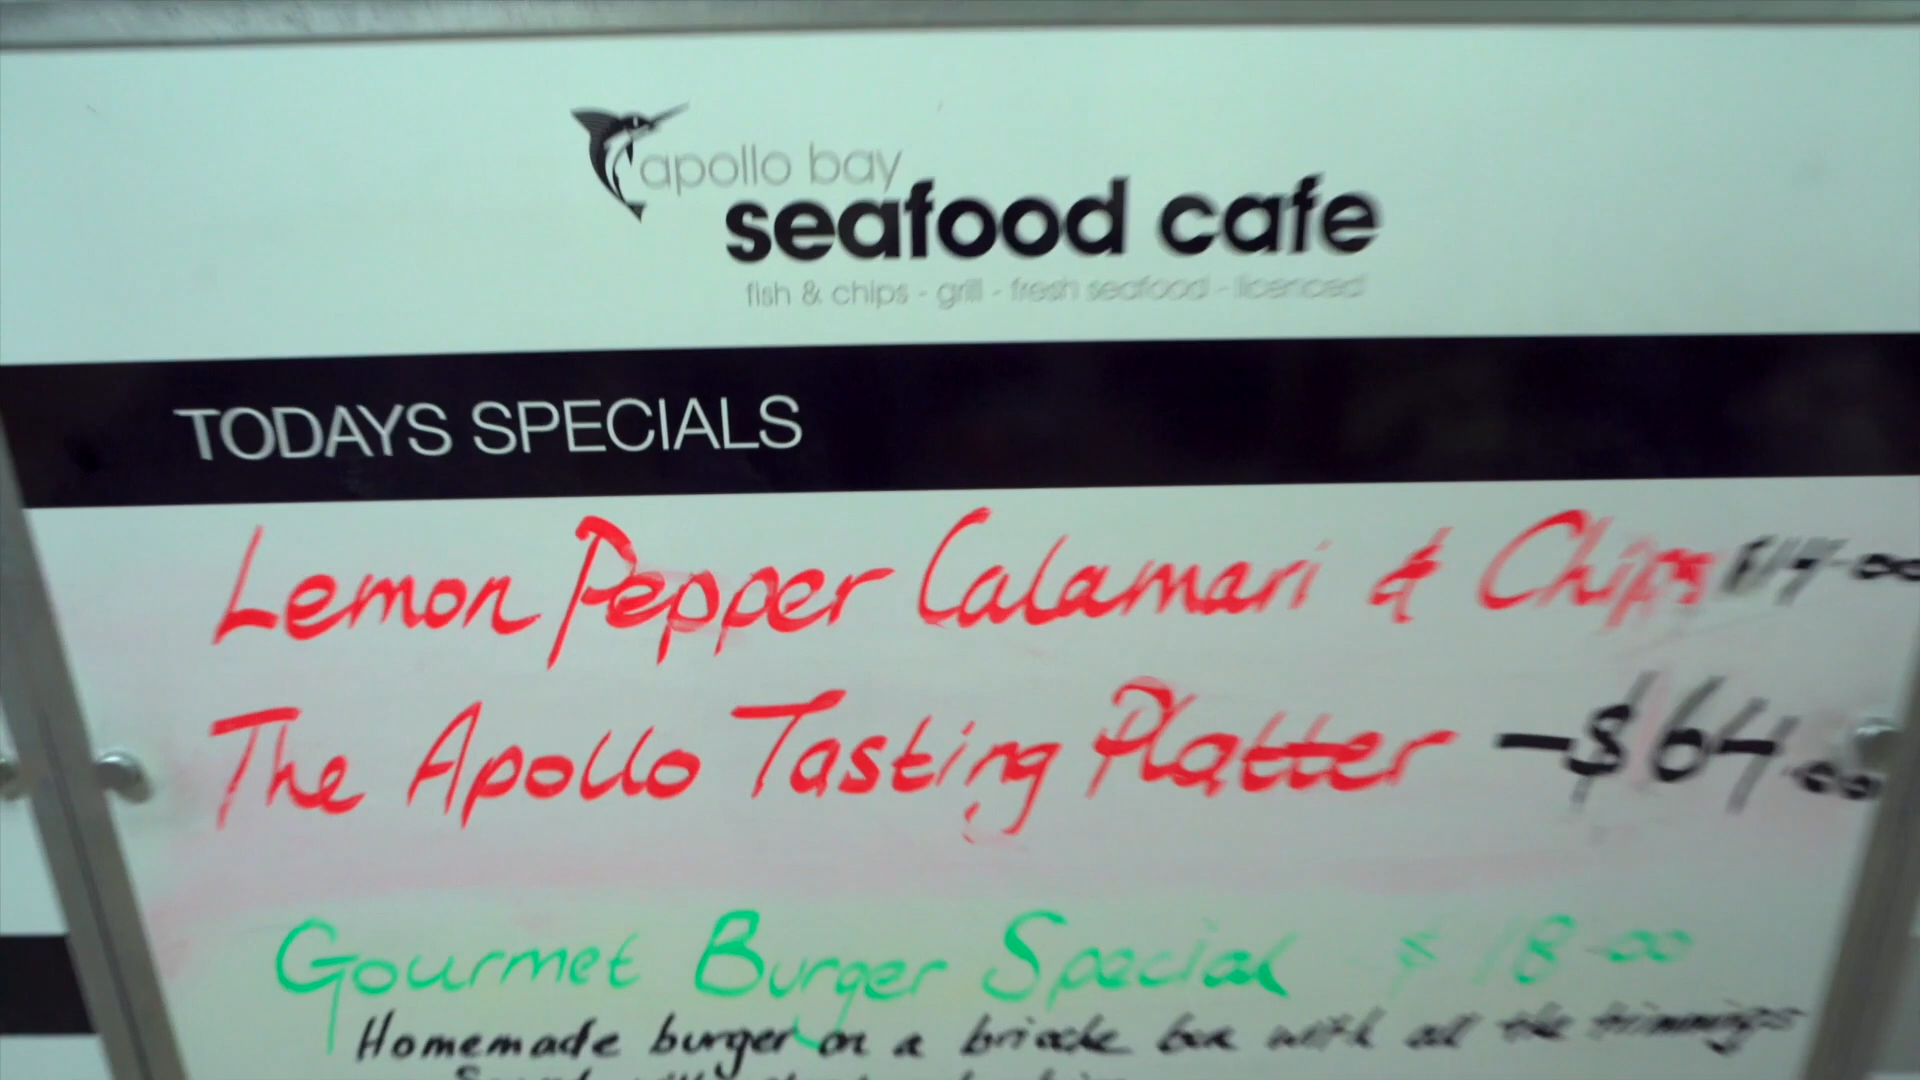 apollo bay
seafood cafe
fish & chips - grill - fresh seafood - licenced
TODAYS SPECIALS
Lemon Pepper Calamari & Chips
The Apollo Tasting Platter - $64.00
Gourmet Burger Special $18.00
Homemade burger on a brioche bun with all the trimmings